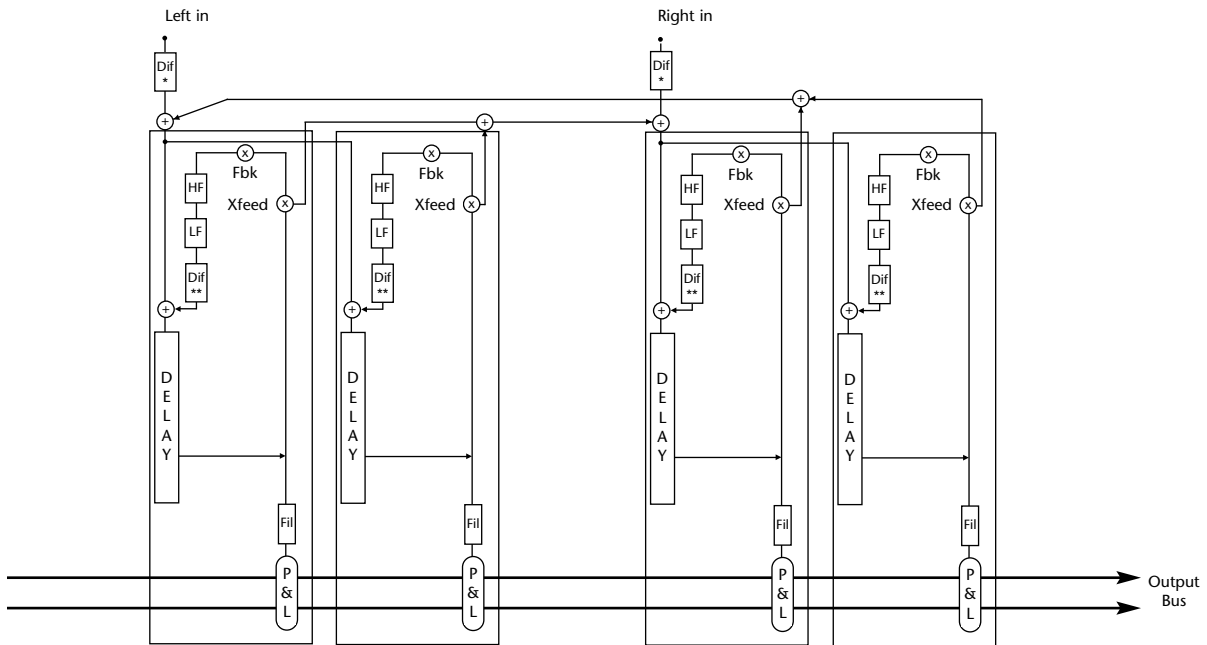 Left in
Right in
Dif
*
Dif
*
+
+
+
+
x
Fbk
HF
Xfeed
x
LF
Dif
**
+
D
E
L
A
Y
Fil
P
&
L
x
Fbk
HF
Xfeed
x
LF
Dif
**
+
D
E
L
A
Y
Fil
P
&
L
x
Fbk
HF
Xfeed
x
LF
Dif
**
+
D
E
L
A
Y
Fil
P
&
L
x
Fbk
HF
Xfeed
x
LF
Dif
**
+
D
E
L
A
Y
Fil
P
&
L
Output
Bus